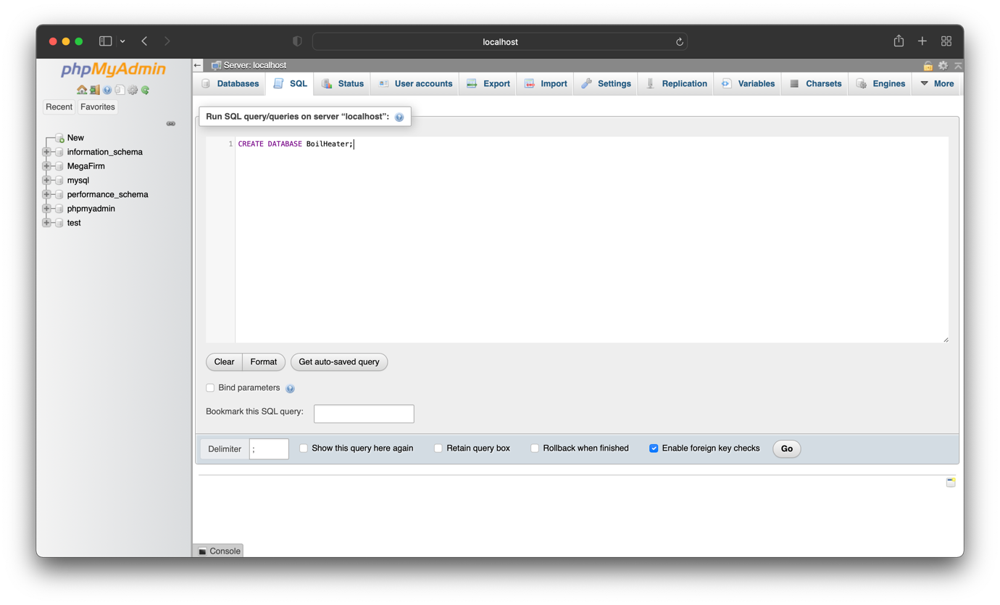 localhost
phpMyAdmin
Server: localhost
Databases SQL Status User accounts Export Import Settings Replication Variables Charsets Engines More
Recent Favorites
New
information_schema
MegaFirm
mysql
performance_schema
phpmyadmin
test
Run SQL query/queries on server “localhost”:
1 CREATE DATABASE BoilHeater;
Clear Format Get auto-saved query
Bind parameters
Bookmark this SQL query:
Delimiter ; Show this query here again Retain query box Rollback when finished Enable foreign key checks Go
Console